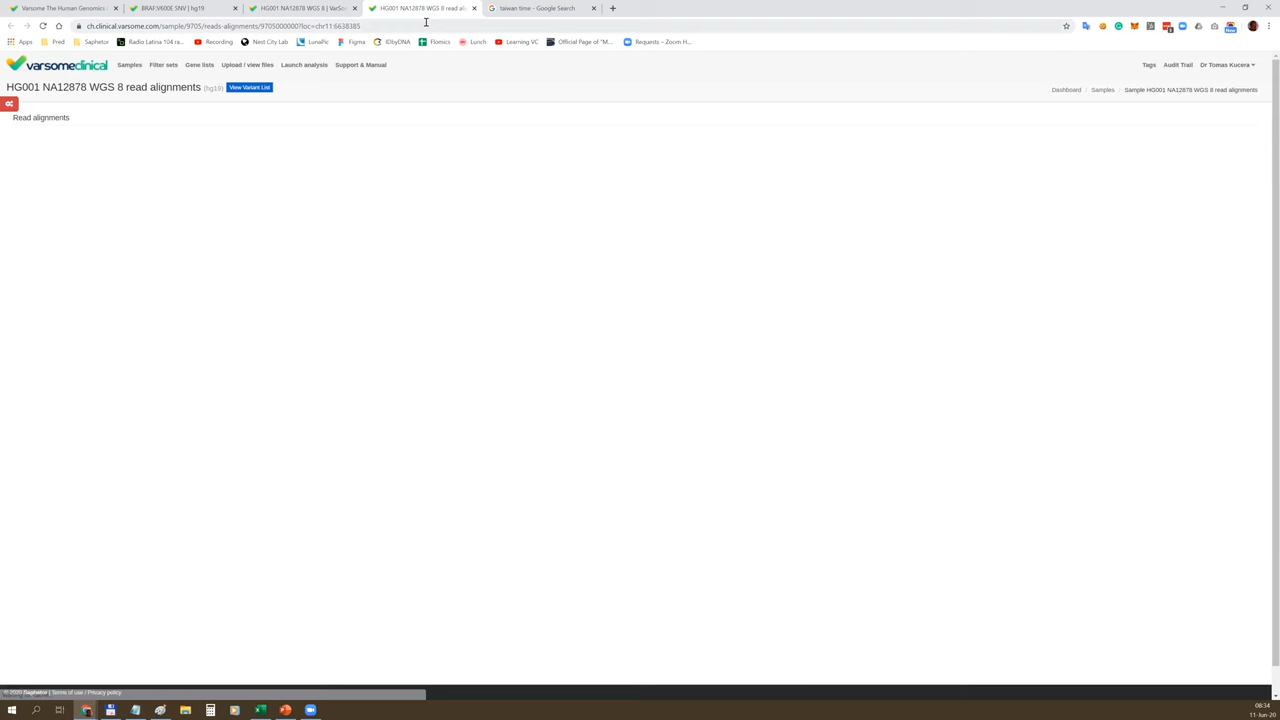 Varsome The Human Genomics
BRAF:V600E SNV | hg19
HG001 NA12878 WGS 8 | VarSo
HG001 NA12878 WGS 8 read ali
taiwan time - Google Search
ch.clinical.varsome.com/sample/9705/reads-alignments/9705000000?loc=chr11:6638385
Apps Pred Saphetor Radio Latina 104 ra... Recording Nest City Lab LunaPic Figma IDbyDNA Flomics Lunch Learning VC Official Page of "M... Requests – Zoom H...
varsomeclinical Samples Filter sets Gene lists Upload / view files Launch analysis Support & Manual Tags Audit Trail Dr Tomas Kucera
HG001 NA12878 WGS 8 read alignments (hg19) View Variant List Dashboard / Samples / Sample HG001 NA12878 WGS 8 read alignments
Read alignments
© 2020 Saphetor | Terms of use / Privacy policy
08:34
11-Jun-20